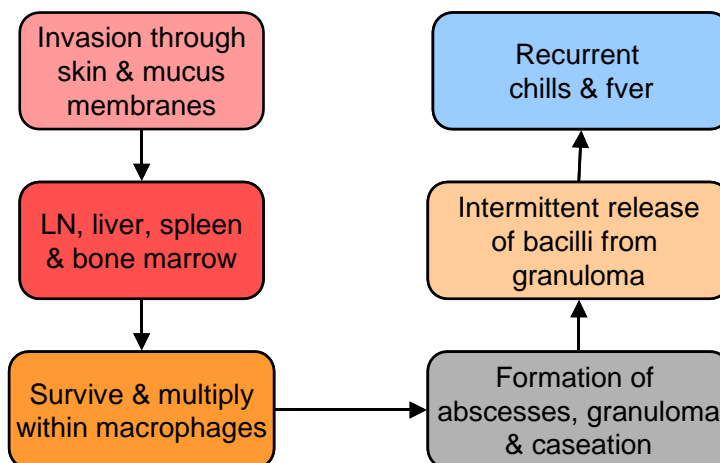 Invasion through
skin & mucus
membranes
LN, liver, spleen
& bone marrow
Survive & multiply
within macrophages
Formation of
abscesses, granuloma
& caseation
Intermittent release
of bacilli from
granuloma
Recurrent
chills & fver